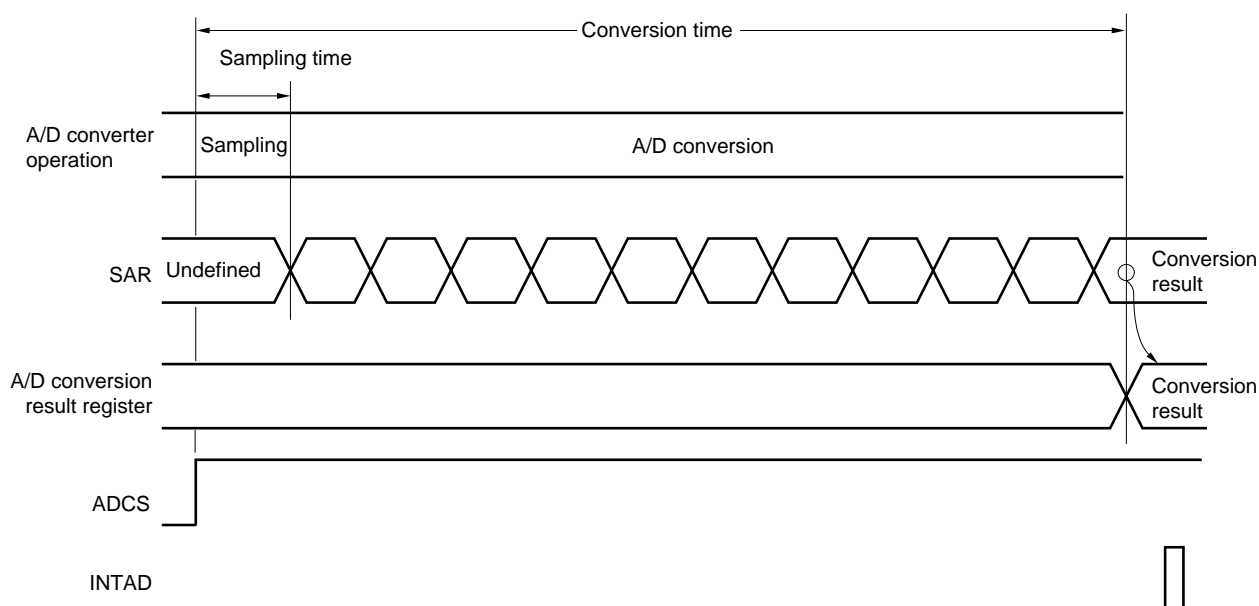 Conversion time
Sampling time
A/D converter
operation
Sampling
A/D conversion
SAR
Undefined
Conversion
result
A/D conversion
result register
Conversion
result
ADCS
INTAD